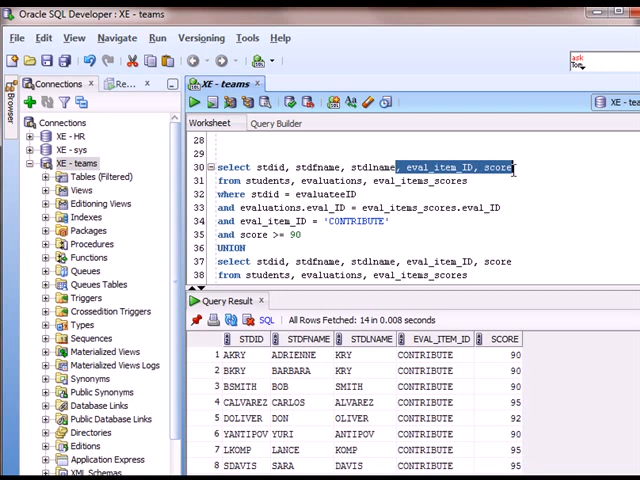 Oracle SQL Developer : XE - teams
File Edit View Navigate Run Versioning Tools Help
ask
Tom
Connections Re...
XE - teams
Browser
XE - teams
Worksheet Query Builder
Connections
XE - HR
XE - sys
XE - teams
Tables (Filtered)
Views
Editioning Views
Indexes
Packages
Procedures
Functions
Queues
Queues Tables
Triggers
Crossedition Triggers
Types
Sequences
Materialized Views
Materialized Views Logs
Synonyms
Public Synonyms
Database Links
Public Database Links
Directories
Editions
Application Express
XML Schemas
28
29
30 select stdid, stdfname, stdlname, eval_item_ID, score
31 from students, evaluations, eval_items_scores
32 where stdid = evaluateeID
33 and evaluations.eval_ID = eval_items_scores.eval_ID
34 and eval_item_ID = 'CONTRIBUTE'
35 and score >= 90
36 UNION
37 select stdid, stdfname, stdlname, eval_item_ID, score
38 from students, evaluations, eval_items_scores
Query Result
SQL All Rows Fetched: 14 in 0.008 seconds
STDID STDFNAME STDLNAME EVAL_ITEM_ID SCORE
1 AKRY ADRIENNE KRY CONTRIBUTE 90
2 BKRY BARBARA KRY CONTRIBUTE 90
3 BSMITH BOB SMITH CONTRIBUTE 90
4 CALVAREZ CARLOS ALVAREZ CONTRIBUTE 95
5 DOLIVER DON OLIVER CONTRIBUTE 92
6 YANTIPOV YURI ANTIPOV CONTRIBUTE 90
7 LKOMP LANCE KOMP CONTRIBUTE 95
8 SDAVIS SARA DAVIS CONTRIBUTE 95